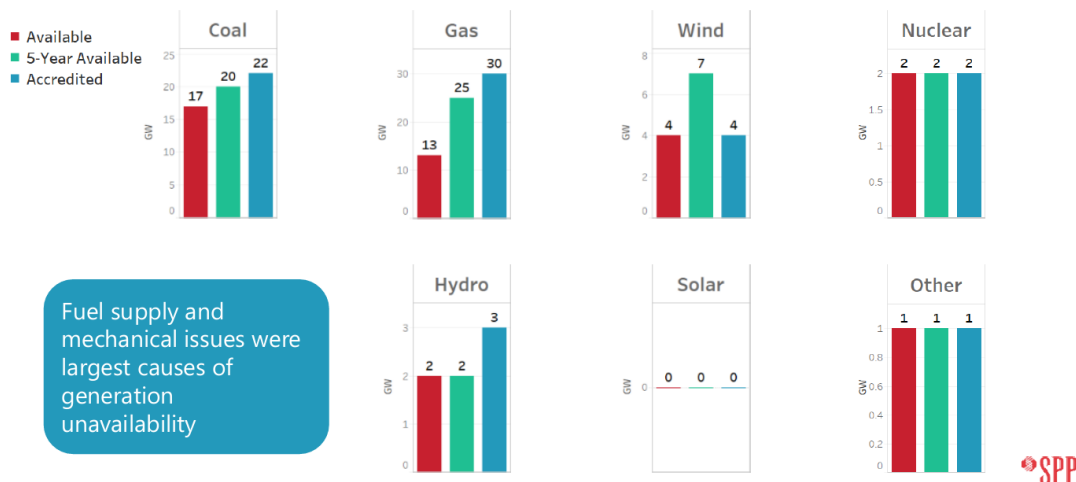 Available
5-Year Available
Accredited
Coal
GW
25
20
15
10
5
0
17
20
22
Gas
GW
30
20
10
0
13
25
30
Wind
GW
8
6
4
2
0
4
7
4
Nuclear
GW
2
1.5
1
0.5
0
2
2
2
Fuel supply and
mechanical issues were
largest causes of
generation
unavailability
Hydro
GW
3
2
1
0
2
2
3
Solar
GW
0
0
0
0
Other
GW
1
0.8
0.6
0.4
0.2
0
1
1
1
SPP